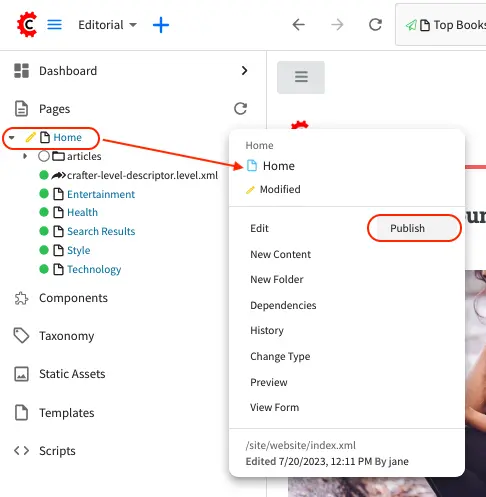 C
Editorial
Top Books
Dashboard
Pages
Home
articles
crafter-level-descriptor.level.xml
Entertainment
Health
Search Results
Style
Technology
Components
Taxonomy
Static Assets
Templates
Scripts
Home
Home
Modified
Edit
Publish
New Content
New Folder
Dependencies
History
Change Type
Preview
View Form
/site/website/index.xml
Edited 7/20/2023, 12:11 PM By jane